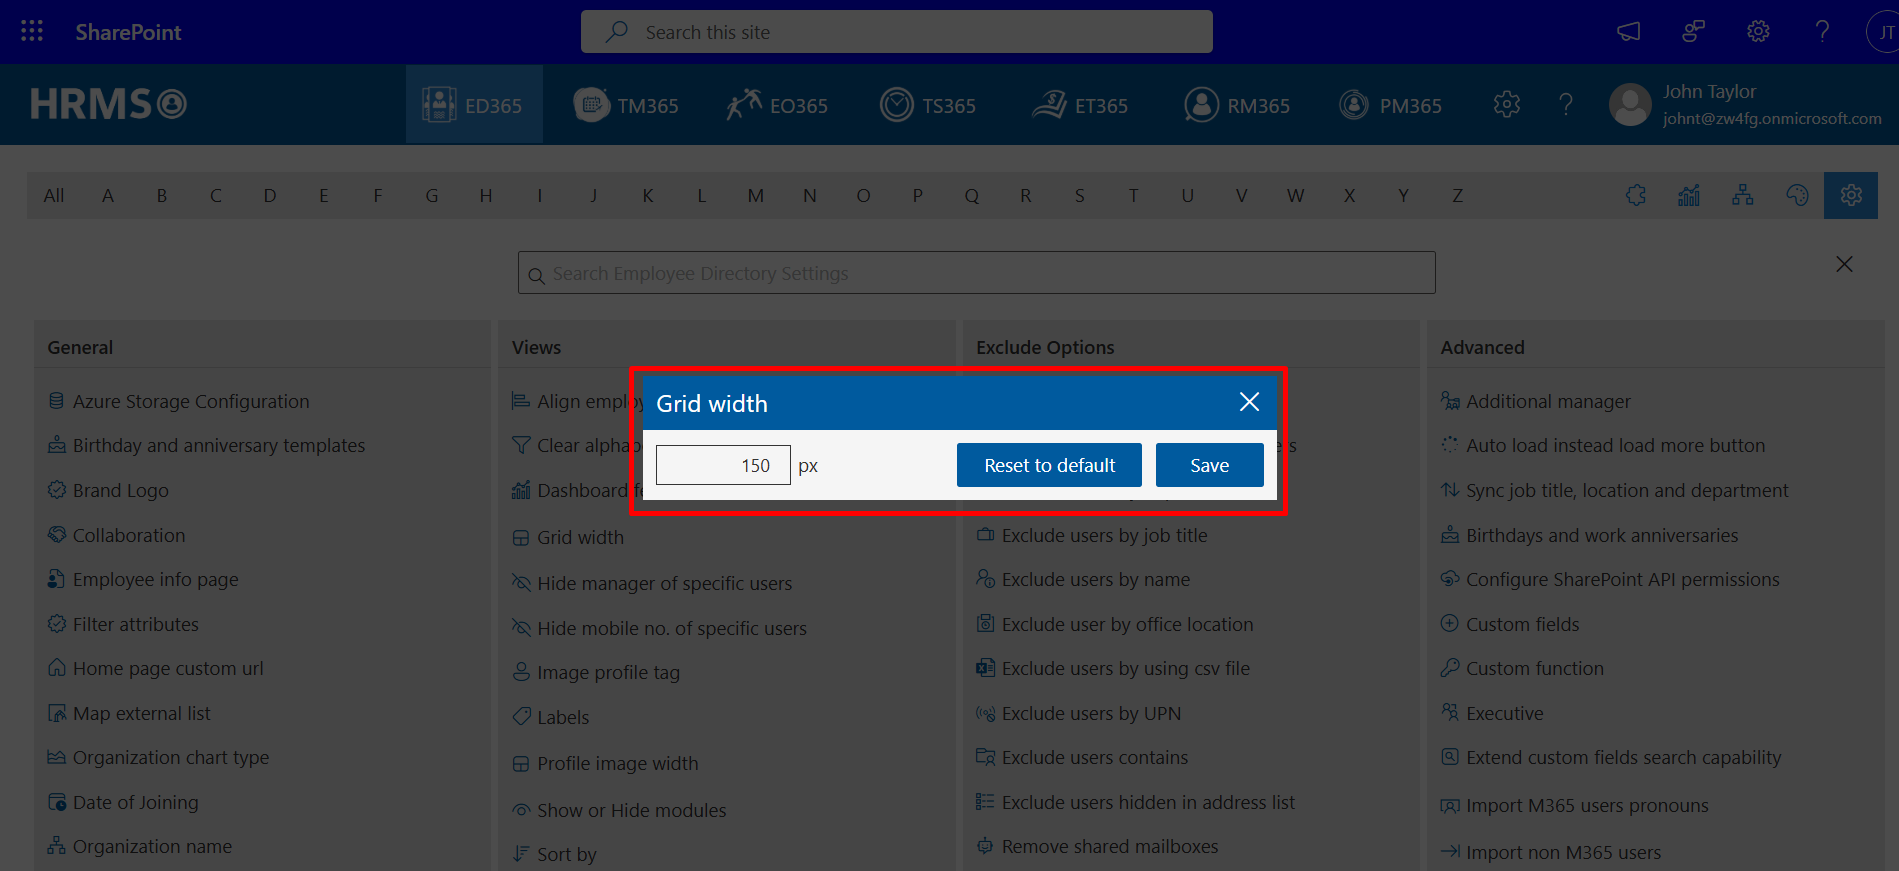 SharePoint
Search this site
JT
HRMS
ED365
TM365
EO365
TS365
ET365
RM365
PM365
John Taylor
johnt@zw4fg.onmicrosoft.com
All A B C D E F G H I J K L M N O P Q R S T U V W X Y Z
Search Employee Directory Settings
General
Azure Storage Configuration
Birthday and anniversary templates
Brand Logo
Collaboration
Employee info page
Filter attributes
Home page custom url
Map external list
Organization chart type
Date of Joining
Organization name
Views
Align emplo
Clear alphab
Dashboard fe
Grid width
Hide manager of specific users
Hide mobile no. of specific users
Image profile tag
Labels
Profile image width
Show or Hide modules
Sort by
Grid width
150 px
Reset to default
Save
Exclude Options
Exclude users by job title
Exclude users by name
Exclude user by office location
Exclude users by using csv file
Exclude users by UPN
Exclude users contains
Exclude users hidden in address list
Remove shared mailboxes
Advanced
Additional manager
Auto load instead load more button
Sync job title, location and department
Birthdays and work anniversaries
Configure SharePoint API permissions
Custom fields
Custom function
Executive
Extend custom fields search capability
Import M365 users pronouns
Import non M365 users